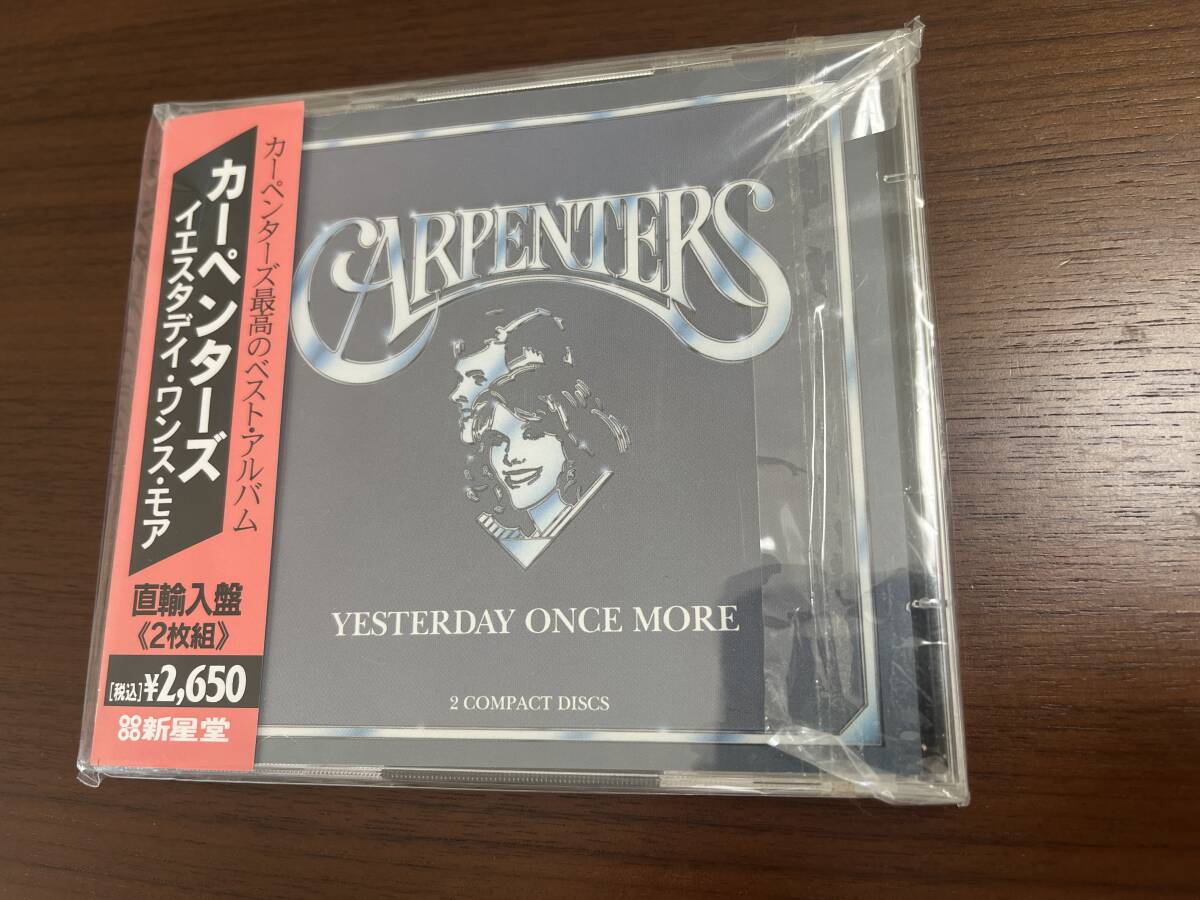 カーペンターズ最高のベスト・アルバム
カーペンターズ
イエスタデイ・ワンス・モア
直輸入盤
《2枚組》
[税込]¥2,650
新星堂
CARPENTERS
YESTERDAY ONCE MORE
2 COMPACT DISCS